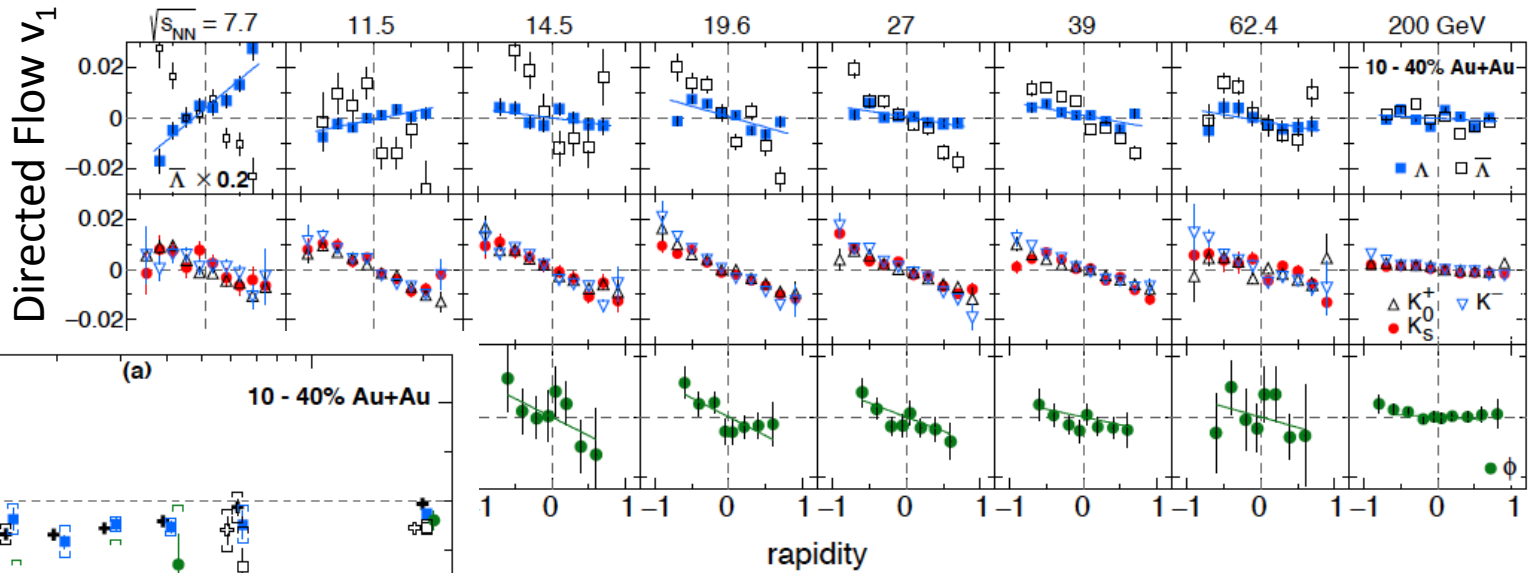 √s_NN = 7.7 11.5 14.5 19.6 27 39 62.4 200 GeV
Directed Flow v₁
0.02
0
−0.02
Λ̅ × 0.2
10 - 40% Au+Au
Λ Λ̅
0.02
0
−0.02
K⁺ K⁻
K⁰_S
(a)
10 - 40% Au+Au
ϕ
1 0 1 −1 0 1 −1 0 1 −1 0 1 −1 0 1 −1 0 1
rapidity